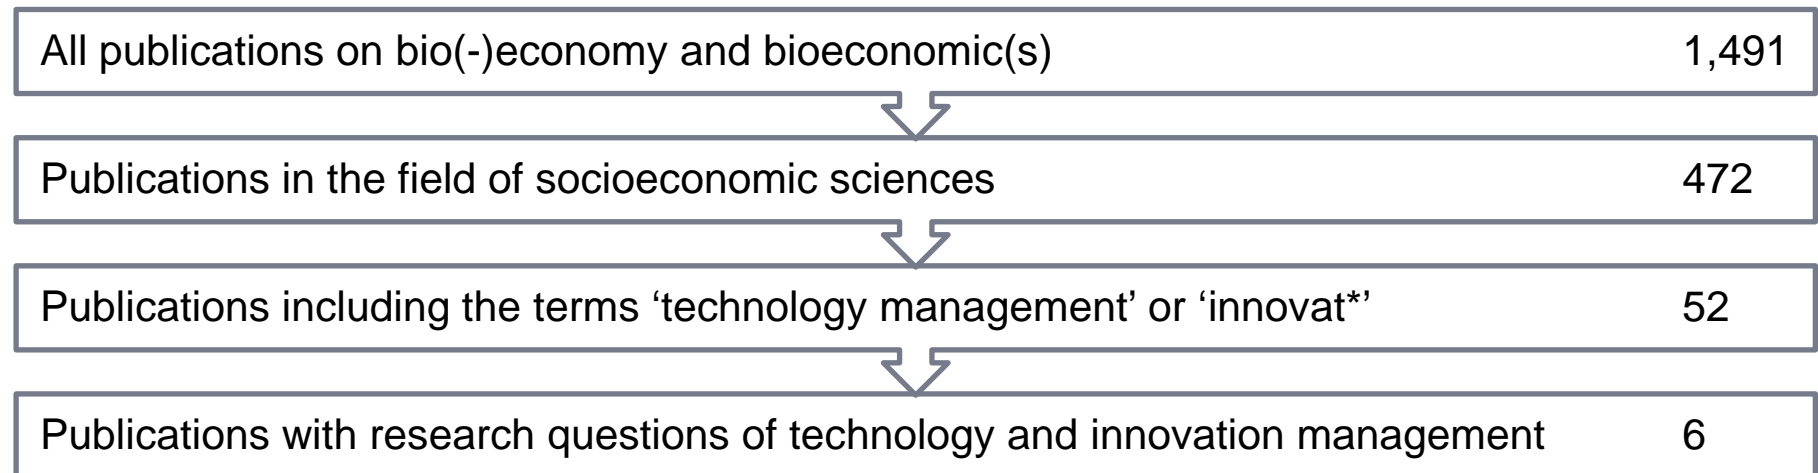 All publications on bio(-)economy and bioeconomic(s) 1,491
Publications in the field of socioeconomic sciences 472
Publications including the terms ‘technology management’ or ‘innovat*’ 52
Publications with research questions of technology and innovation management 6